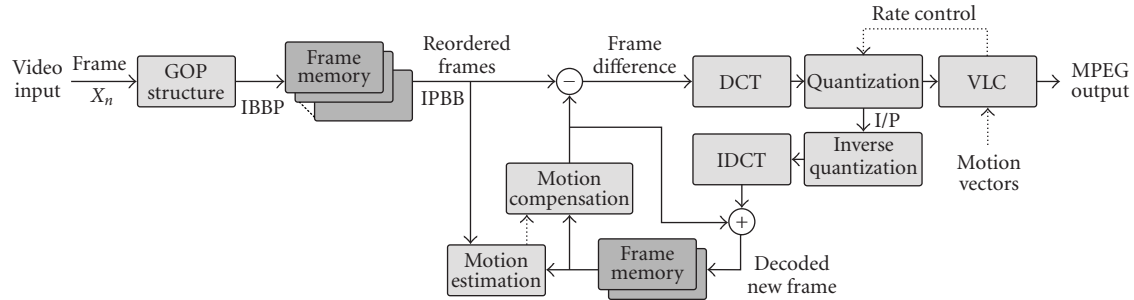 Video
input
Frame
Xn
GOP
structure
IBBP
Frame
memory
Reordered
frames
IPBB
−
Frame
difference
DCT
Quantization
Rate control
VLC
MPEG
output
I/P
Inverse
quantization
IDCT
Motion
vectors
Motion
compensation
+
Motion
estimation
Frame
memory
Decoded
new frame